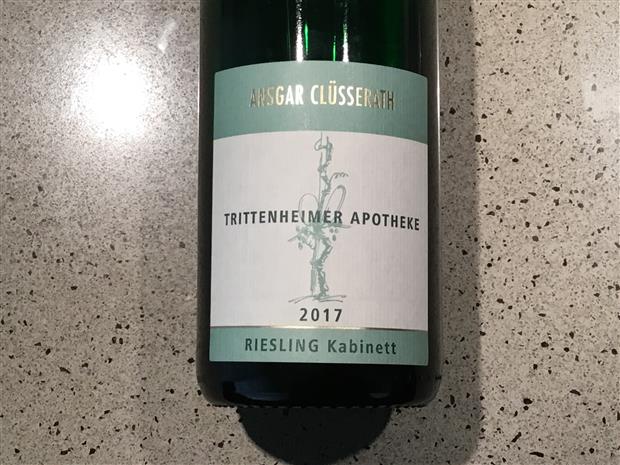 ANSGAR CLÜSSERATH
TRITTENHEIMER APOTHEKE
2017
RIESLING Kabinett